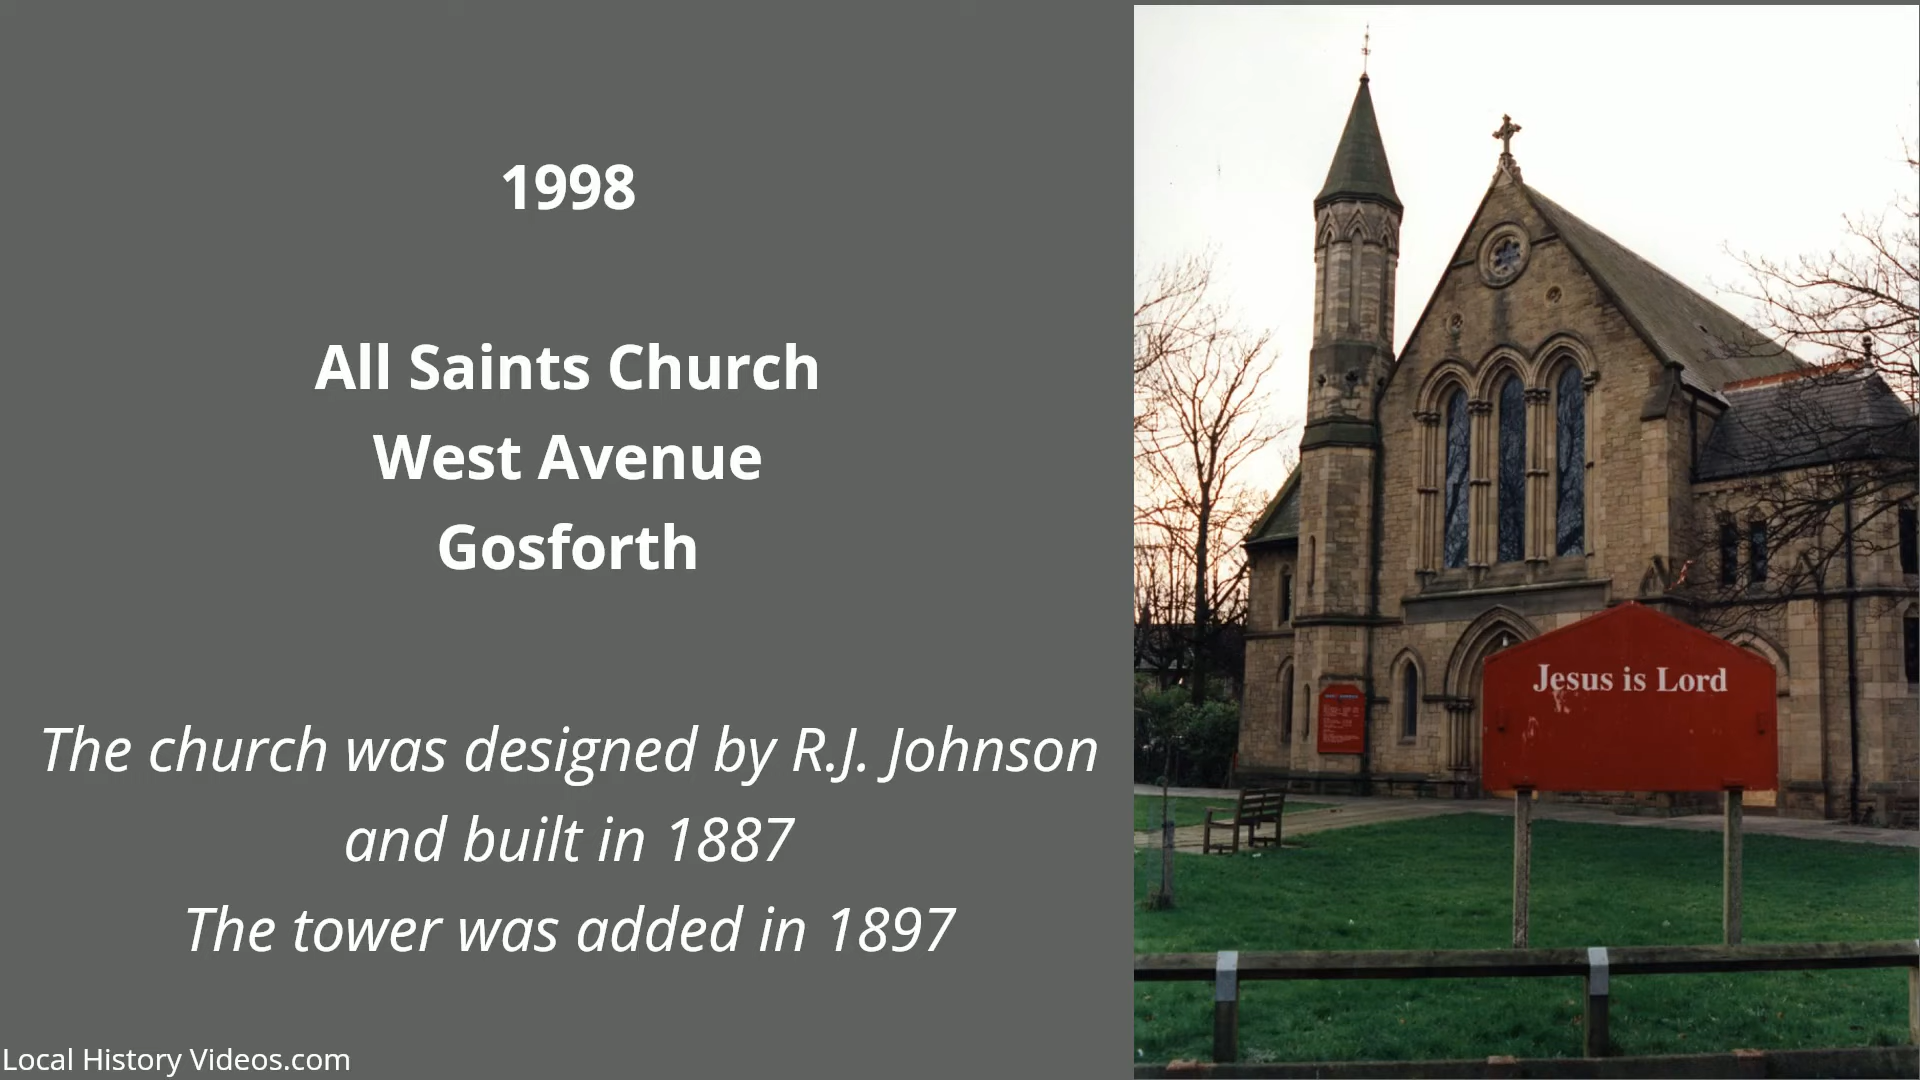 1998
All Saints Church
West Avenue
Gosforth
The church was designed by R.J. Johnson
and built in 1887
The tower was added in 1897
Local History Videos.com
Jesus is Lord